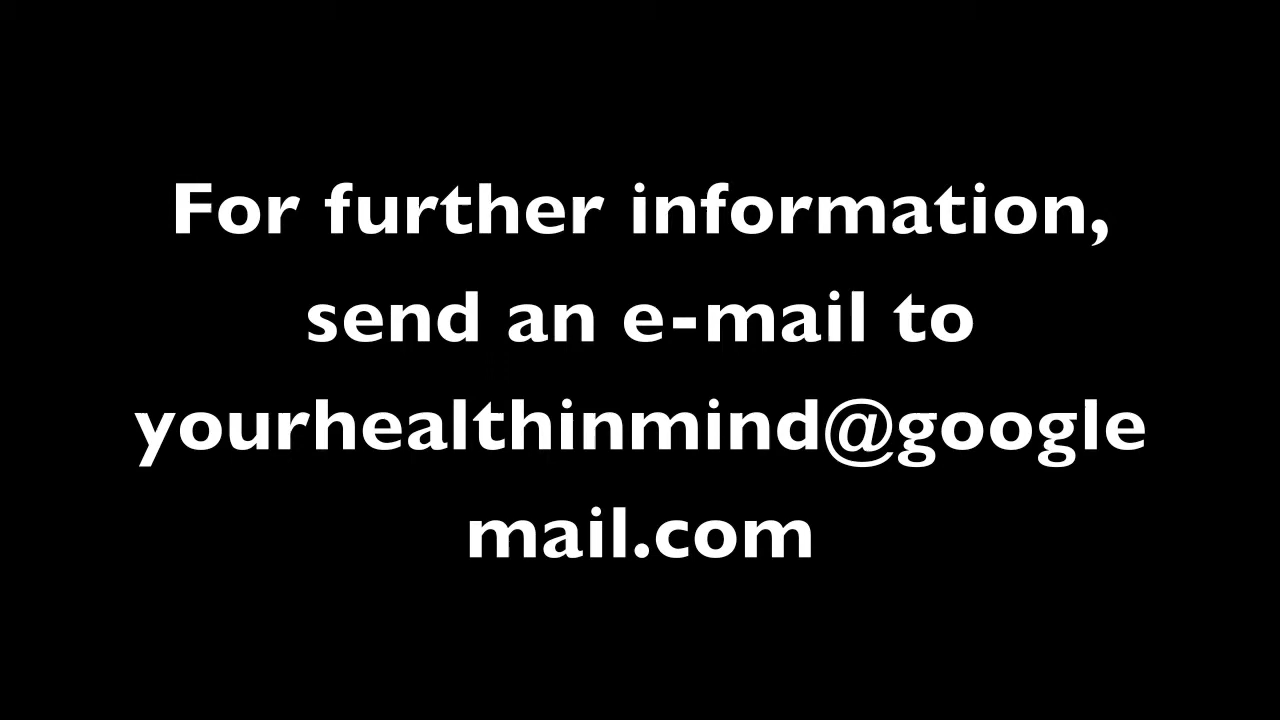 For further information,
send an e-mail to
yourhealthinmind@google
mail.com